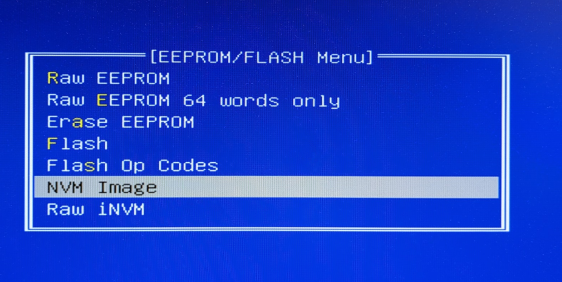 [EEPROM/FLASH Menu]
Raw EEPROM
Raw EEPROM 64 words only
Erase EEPROM
Flash
Flash Op Codes
NVM Image
Raw iNVM